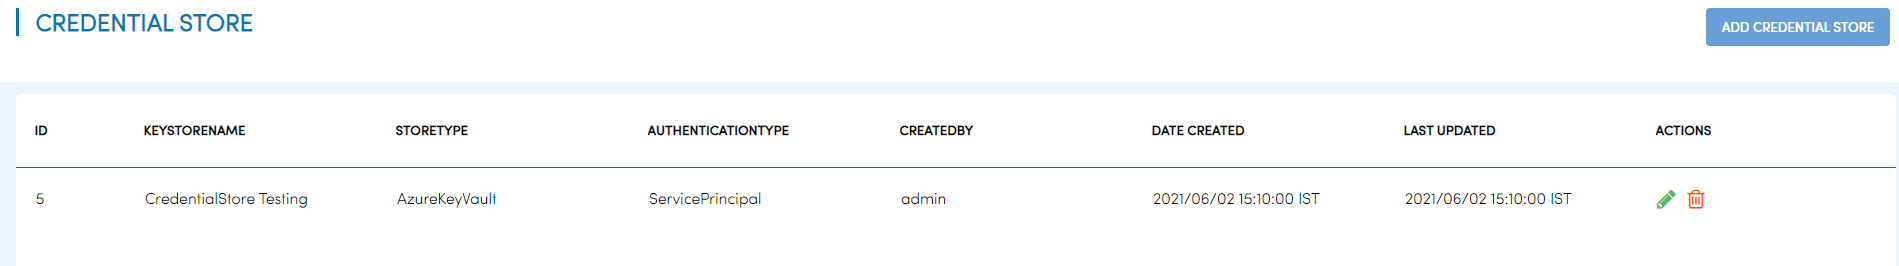 CREDENTIAL STORE
ADD CREDENTIAL STORE
ID KEYSTORENAME STORETYPE AUTHENTICATIONTYPE CREATEDBY DATE CREATED LAST UPDATED ACTIONS
5 CredentialStore Testing AzureKeyVault ServicePrincipal admin 2021/06/02 15:10:00 IST 2021/06/02 15:10:00 IST